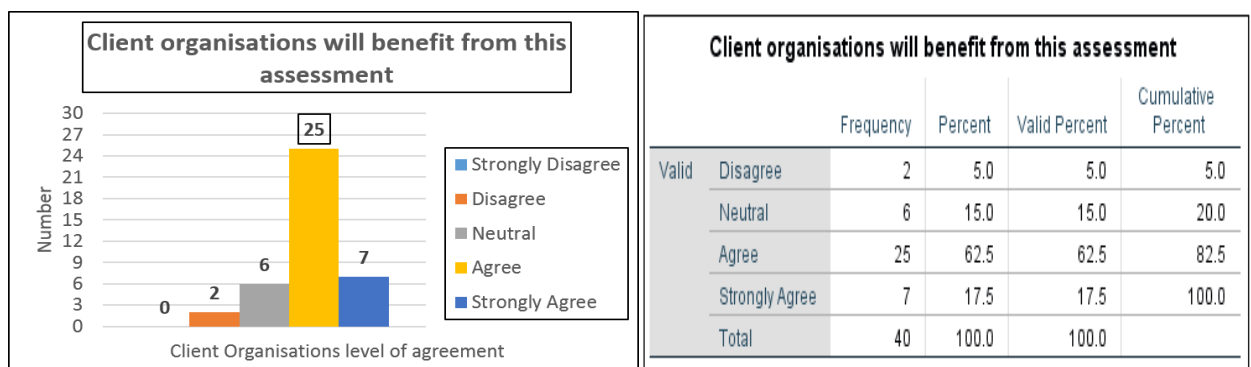 Client organisations will benefit from this
assessment
30
27
24
21
18
15
12
9
6
3
0
Number
0
2
6
25
7
Client Organisations level of agreement
Strongly Disagree
Disagree
Neutral
Agree
Strongly Agree
Client organisations will benefit from this assessment
Frequency Percent Valid Percent Cumulative
Percent
Valid Disagree 2 5.0 5.0 5.0
Neutral 6 15.0 15.0 20.0
Agree 25 62.5 62.5 82.5
Strongly Agree 7 17.5 17.5 100.0
Total 40 100.0 100.0